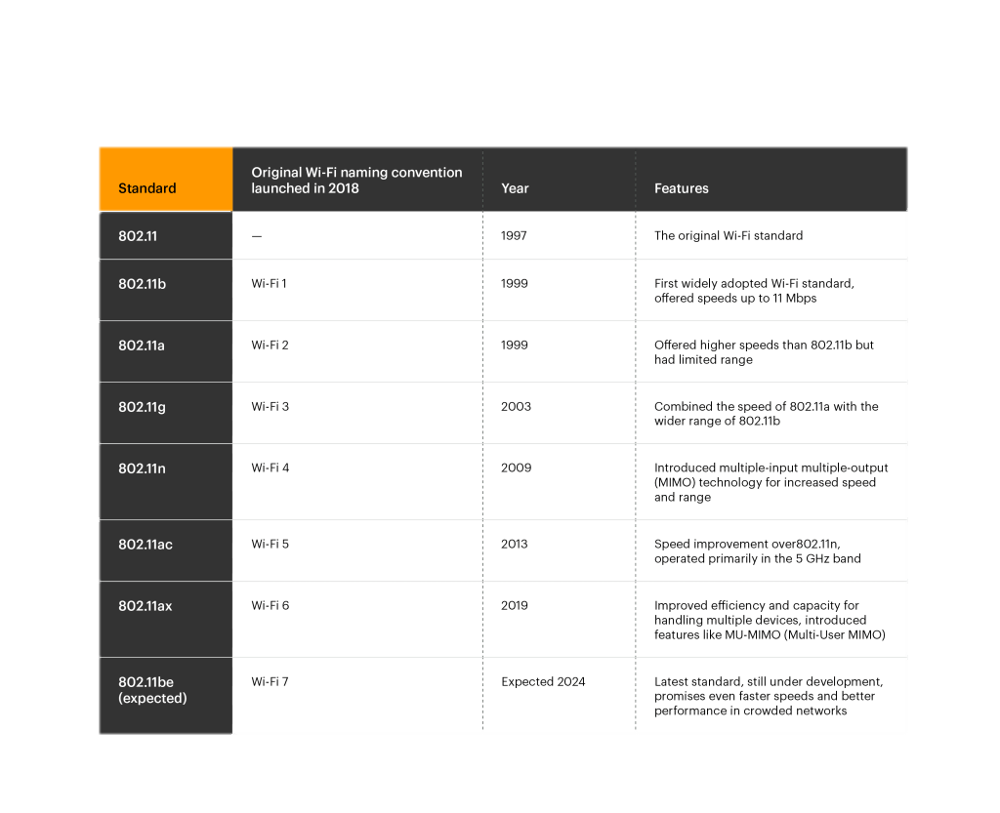 Standard
Original Wi-Fi naming convention
launched in 2018
Year
Features
802.11
—
1997
The original Wi-Fi standard
802.11b
Wi-Fi 1
1999
First widely adopted Wi-Fi standard,
offered speeds up to 11 Mbps
802.11a
Wi-Fi 2
1999
Offered higher speeds than 802.11b but
had limited range
802.11g
Wi-Fi 3
2003
Combined the speed of 802.11a with the
wider range of 802.11b
802.11n
Wi-Fi 4
2009
Introduced multiple-input multiple-output
(MIMO) technology for increased speed
and range
802.11ac
Wi-Fi 5
2013
Speed improvement over802.11n,
operated primarily in the 5 GHz band
802.11ax
Wi-Fi 6
2019
Improved efficiency and capacity for
handling multiple devices, introduced
features like MU-MIMO (Multi-User MIMO)
802.11be
(expected)
Wi-Fi 7
Expected 2024
Latest standard, still under development,
promises even faster speeds and better
performance in crowded networks